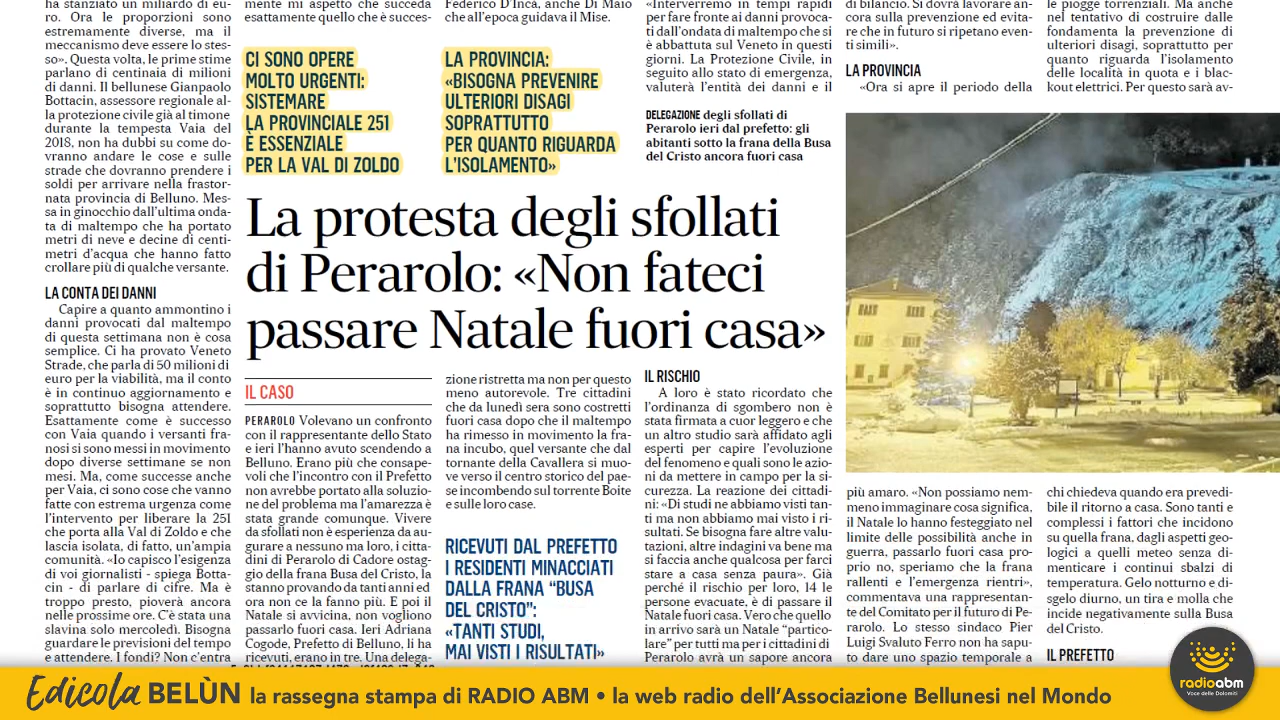 ha stanziato un miliardo di eu-
ro. Ora le proporzioni sono
estremamente diverse, ma il
meccanismo deve essere lo stes-
so». Questa volta, le prime stime
parlano di centinaia di milioni
di danni. Il bellunese Gianpaolo
Bottacin, assessore regionale al-
la protezione civile già al timone
durante la tempesta Vaia del
2018, non ha dubbi su come do-
vranno andare le cose e sulle
strade che dovranno prendere i
soldi per arrivare nella frastor-
nata provincia di Belluno. Mes-
sa in ginocchio dall'ultima onda-
ta di maltempo che ha portato
metri di neve e decine di centi-
metri d'acqua che hanno fatto
crollare più di qualche versante.
LA CONTA DEI DANNI
Capire a quanto ammontino i
danni provocati dal maltempo
di questa settimana non è cosa
semplice. Ci ha provato Veneto
Strade, che parla di 50 milioni di
euro per la viabilità, ma il conto
è in continuo aggiornamento e
soprattutto bisogna attendere.
Esattamente come è successo
con Vaia quando i versanti fra-
nosi si sono messi in movimento
dopo diverse settimane se non
mesi. Ma, come successe anche
per Vaia, ci sono cose che vanno
fatte con estrema urgenza come
l'intervento per liberare la 251
che porta alla Val di Zoldo e che
lascia isolata, di fatto, un'ampia
comunità. «Io capisco l'esigenza
di voi giornalisti - spiega Botta-
cin - di parlare di cifre. Ma è
troppo presto, pioverà ancora
nelle prossime ore. C'è stata una
slavina solo mercoledì. Bisogna
guardare le previsioni del tempo
e attendere. I fondi? Non c'entra
mente mi aspetto che succeda
esattamente quello che è succes-
Federico D'Incà, anche Di Maio
che all'epoca guidava il Mise.
CI SONO OPERE
MOLTO URGENTI:
SISTEMARE
LA PROVINCIALE 251
È ESSENZIALE
PER LA VAL DI ZOLDO
LA PROVINCIA:
«BISOGNA PREVENIRE
ULTERIORI DISAGI
SOPRATTUTTO
PER QUANTO RIGUARDA
L'ISOLAMENTO»
«Interverremo in tempi rapidi
per fare fronte ai danni provoca-
ti dall'ondata di maltempo che si
è abbattuta sul Veneto in questi
giorni. La Protezione Civile, in
seguito allo stato di emergenza,
valuterà l'entità dei danni e il
di bilancio. Si dovrà lavorare an-
cora sulla prevenzione ed evita-
re che in futuro si ripetano even-
ti simili».
LA PROVINCIA
«Ora si apre il periodo della
le piogge torrenziali. Ma anche
nel tentativo di costruire dalle
fondamenta la prevenzione di
ulteriori disagi, soprattutto per
quanto riguarda l'isolamento
delle località in quota e i blac-
kout elettrici. Per questo sarà av-
DELEGAZIONE degli sfollati di
Perarolo ieri dal prefetto: gli
abitanti sotto la frana della Busa
del Cristo ancora fuori casa
La protesta degli sfollati
di Perarolo: «Non fateci
passare Natale fuori casa»
IL CASO
PERAROLO Volevano un confronto
con il rappresentante dello Stato
e ieri l'hanno avuto scendendo a
Belluno. Erano più che consape-
voli che l'incontro con il Prefetto
non avrebbe portato alla soluzio-
ne del problema ma l'amarezza è
stata grande comunque. Vivere
da sfollati non è esperienza da au-
gurare a nessuno ma loro, i citta-
dini di Perarolo di Cadore ostag-
gio della frana Busa del Cristo, la
stanno provando da tanti anni ed
ora non ce la fanno più. E poi il
Natale si avvicina, non vogliono
passarlo fuori casa. Ieri Adriana
Cogode, Prefetto di Belluno, li ha
ricevuti, erano in tre. Una delega-
zione ristretta ma non per questo
meno autorevole. Tre cittadini
che da lunedì sera sono costretti
fuori casa dopo che il maltempo
ha rimesso in movimento la fra-
na incubo, quel versante che dal
tornante della Cavallera si muo-
ve verso il centro storico del pae-
se incombendo sul torrente Boite
e sulle loro case.
RICEVUTI DAL PREFETTO
I RESIDENTI MINACCIATI
DALLA FRANA "BUSA
DEL CRISTO":
«TANTI STUDI,
MAI VISTI I RISULTATI»
IL RISCHIO
A loro è stato ricordato che
l'ordinanza di sgombero non è
stata firmata a cuor leggero e che
un altro studio sarà affidato agli
esperti per capire l'evoluzione
del fenomeno e quali sono le azio-
ni da mettere in campo per la si-
curezza. La reazione dei cittadi-
ni: «Di studi ne abbiamo visti tan-
ti ma non abbiamo mai visto i ri-
sultati. Se bisogna fare altre valu-
tazioni, altre indagini va bene ma
si faccia anche qualcosa per farci
stare a casa senza paura». Già
perché il rischio per loro, 14 le
persone evacuate, è di passare il
Natale fuori casa. Vero che quello
in arrivo sarà un Natale "partico-
lare" per tutti ma per i cittadini di
Perarolo avrà un sapore ancora
più amaro. «Non possiamo nem-
meno immaginare cosa significa,
il Natale lo hanno festeggiato nel
limite delle possibilità anche in
guerra, passarlo fuori casa pro-
prio no, speriamo che la frana
rallenti e l'emergenza rientri»,
commentava una rappresentan-
te del Comitato per il futuro di Pe-
rarolo. Lo stesso sindaco Pier
Luigi Svaluto Ferro non ha sapu-
to dare uno spazio temporale a
chi chiedeva quando era prevedi-
bile il ritorno a casa. Sono tanti e
complessi i fattori che incidono
su quella frana, dagli aspetti geo-
logici a quelli meteo senza di-
menticare i continui sbalzi di
temperatura. Gelo notturno e di-
sgelo diurno, un tira e molla che
incide negativamente sulla Busa
del Cristo.
IL PREFETTO
Edicola BELÙN la rassegna stampa di RADIO ABM • la web radio dell'Associazione Bellunesi nel Mondo
radioabm
Voce delle Dolomiti